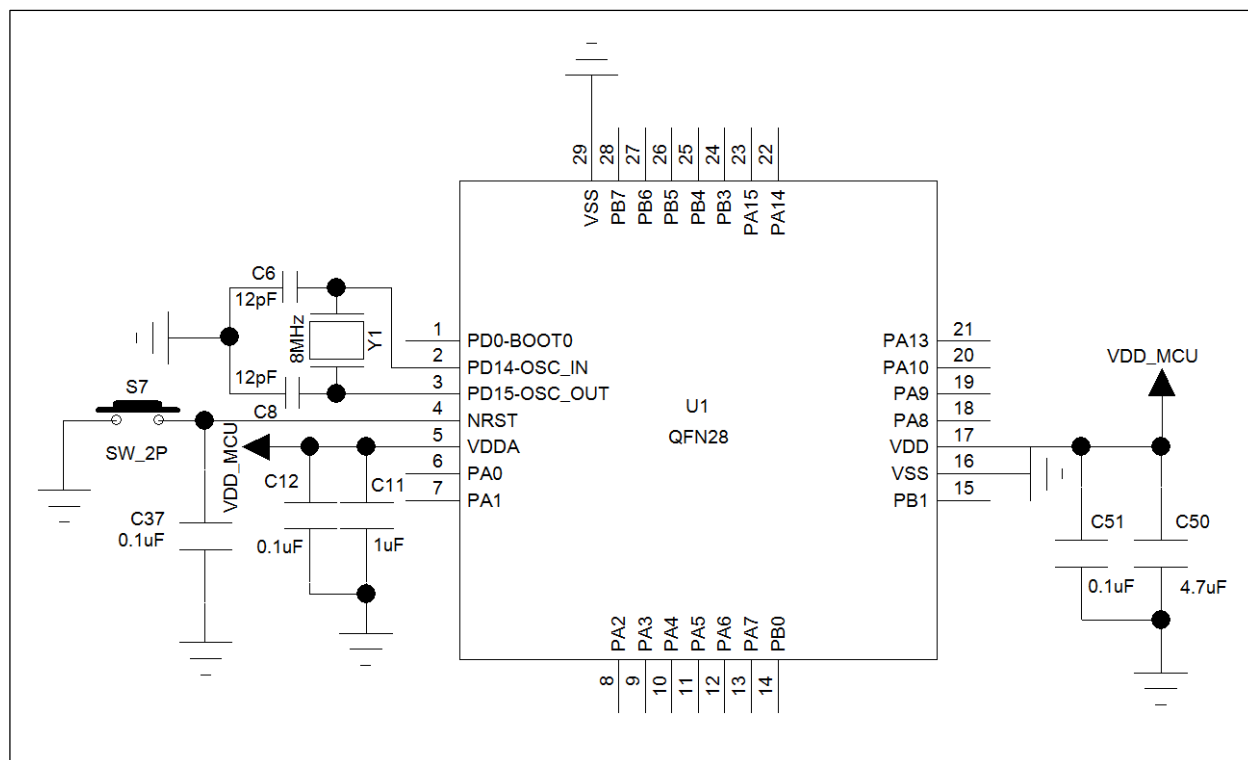 29
28
27
26
25
24
23
22
VSS
PB7
PB6
PB5
PB4
PB3
PA15
PA14
C6
12pF
8MHz
Y1
12pF
C8
S7
SW_2P
VDD_MCU
C37
0.1uF
C12
0.1uF
C11
1uF
1 PD0-BOOT0
2 PD14-OSC_IN
3 PD15-OSC_OUT
4 NRST
5 VDDA
6 PA0
7 PA1
U1
QFN28
PA13 21
PA10 20
PA9 19
PA8 18
VDD 17
VSS 16
PB1 15
VDD_MCU
C51
0.1uF
C50
4.7uF
PA2
PA3
PA4
PA5
PA6
PA7
PB0
8
9
10
11
12
13
14